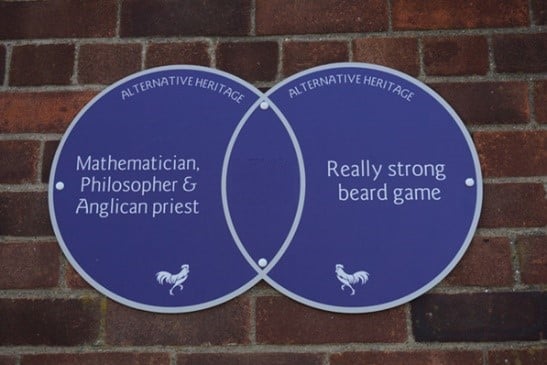 ALTERNATIVE HERITAGE
Mathematician,
Philosopher &
Anglican priest
ALTERNATIVE HERITAGE
Really strong
beard game